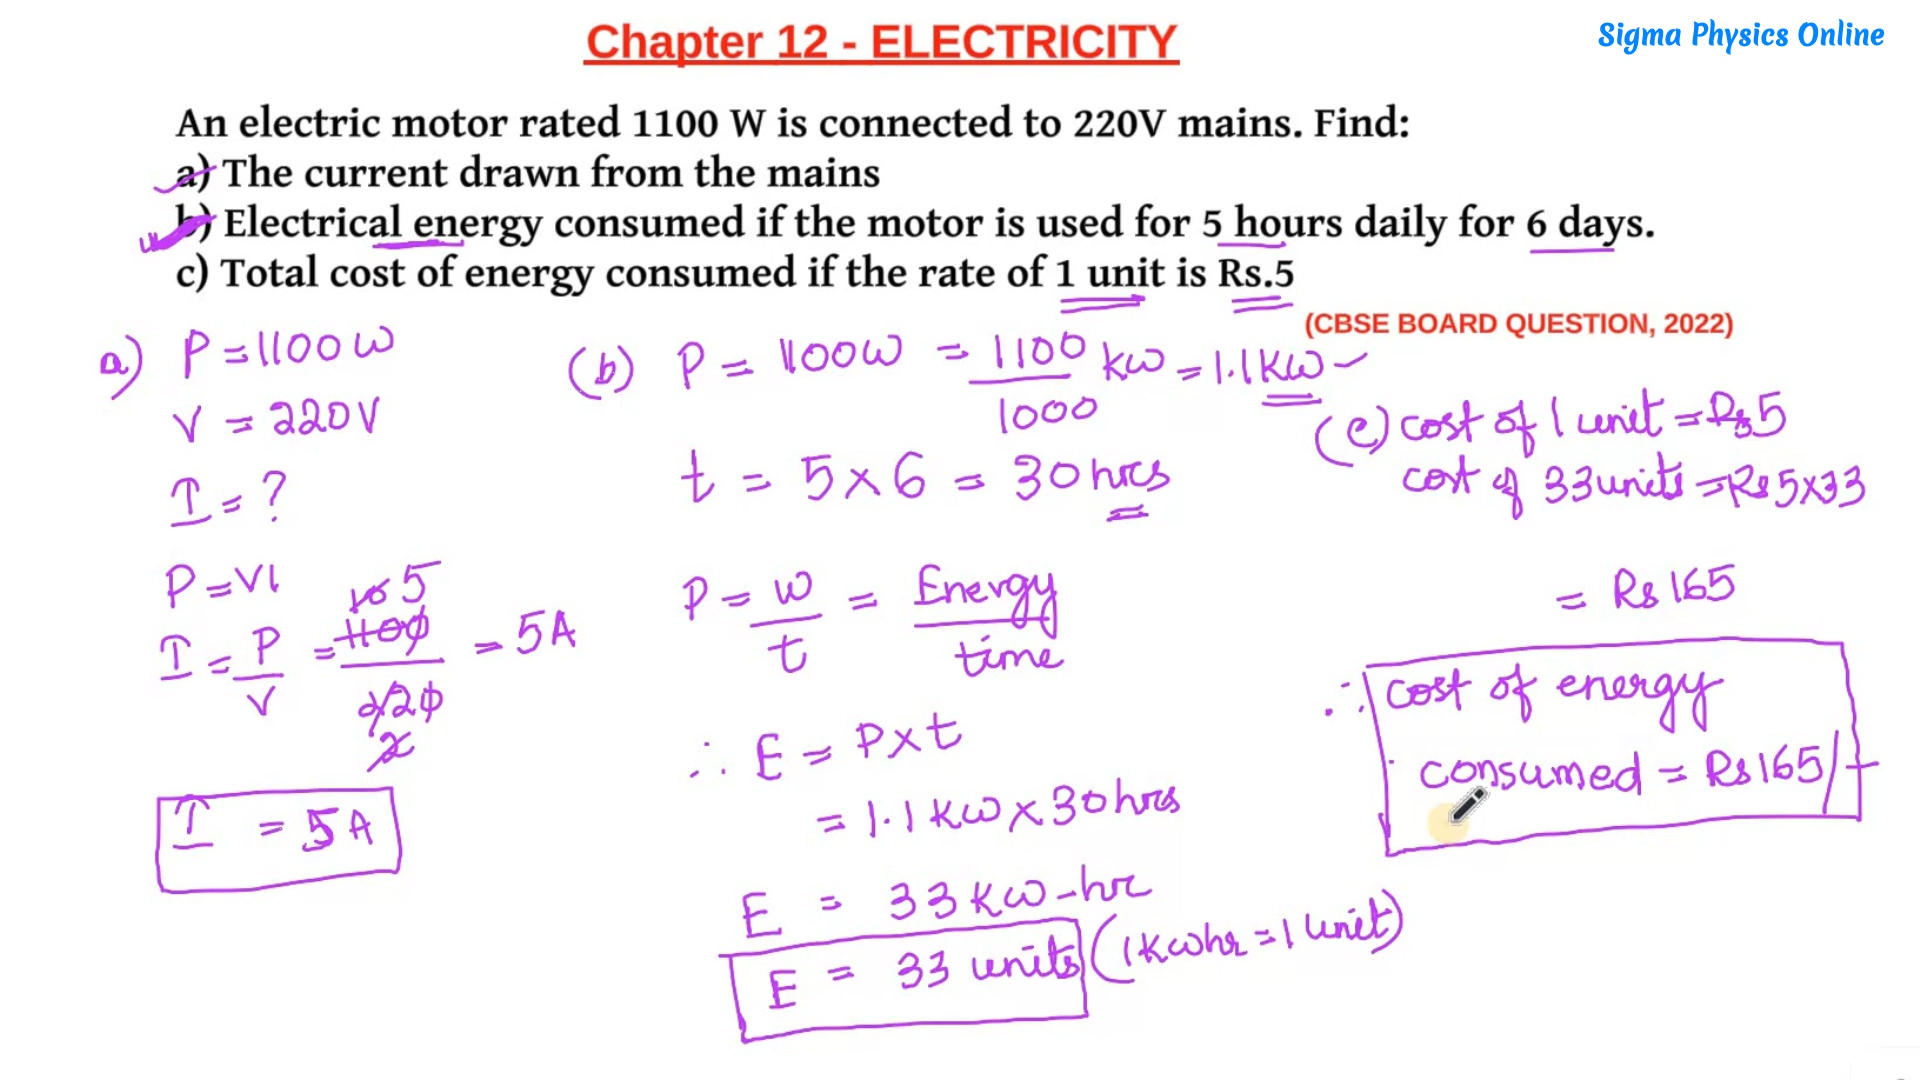 Chapter 12 - ELECTRICITY
Sigma Physics Online
An electric motor rated 1100 W is connected to 220V mains. Find:
a) The current drawn from the mains
b) Electrical energy consumed if the motor is used for 5 hours daily for 6 days.
c) Total cost of energy consumed if the rate of 1 unit is Rs.5
(CBSE BOARD QUESTION, 2022)
a) P = 1100 W
V = 220V
I = ?
P = VI
I = P/V = 1100/220 = 5A
10 5
2
I = 5A
(b) P = 1100W = 1100/1000 KW = 1.1KW
t = 5 x 6 = 30 hrs
P = W/t = Energy/time
∴ E = P x t
= 1.1 KW x 30 hrs
E = 33 KW-hr
E = 33 units (1 KWhr = 1 unit)
(c) cost of 1 unit = Rs 5
cost of 33 units = Rs 5x33
= Rs 165
∴ cost of energy
consumed = Rs 165/-